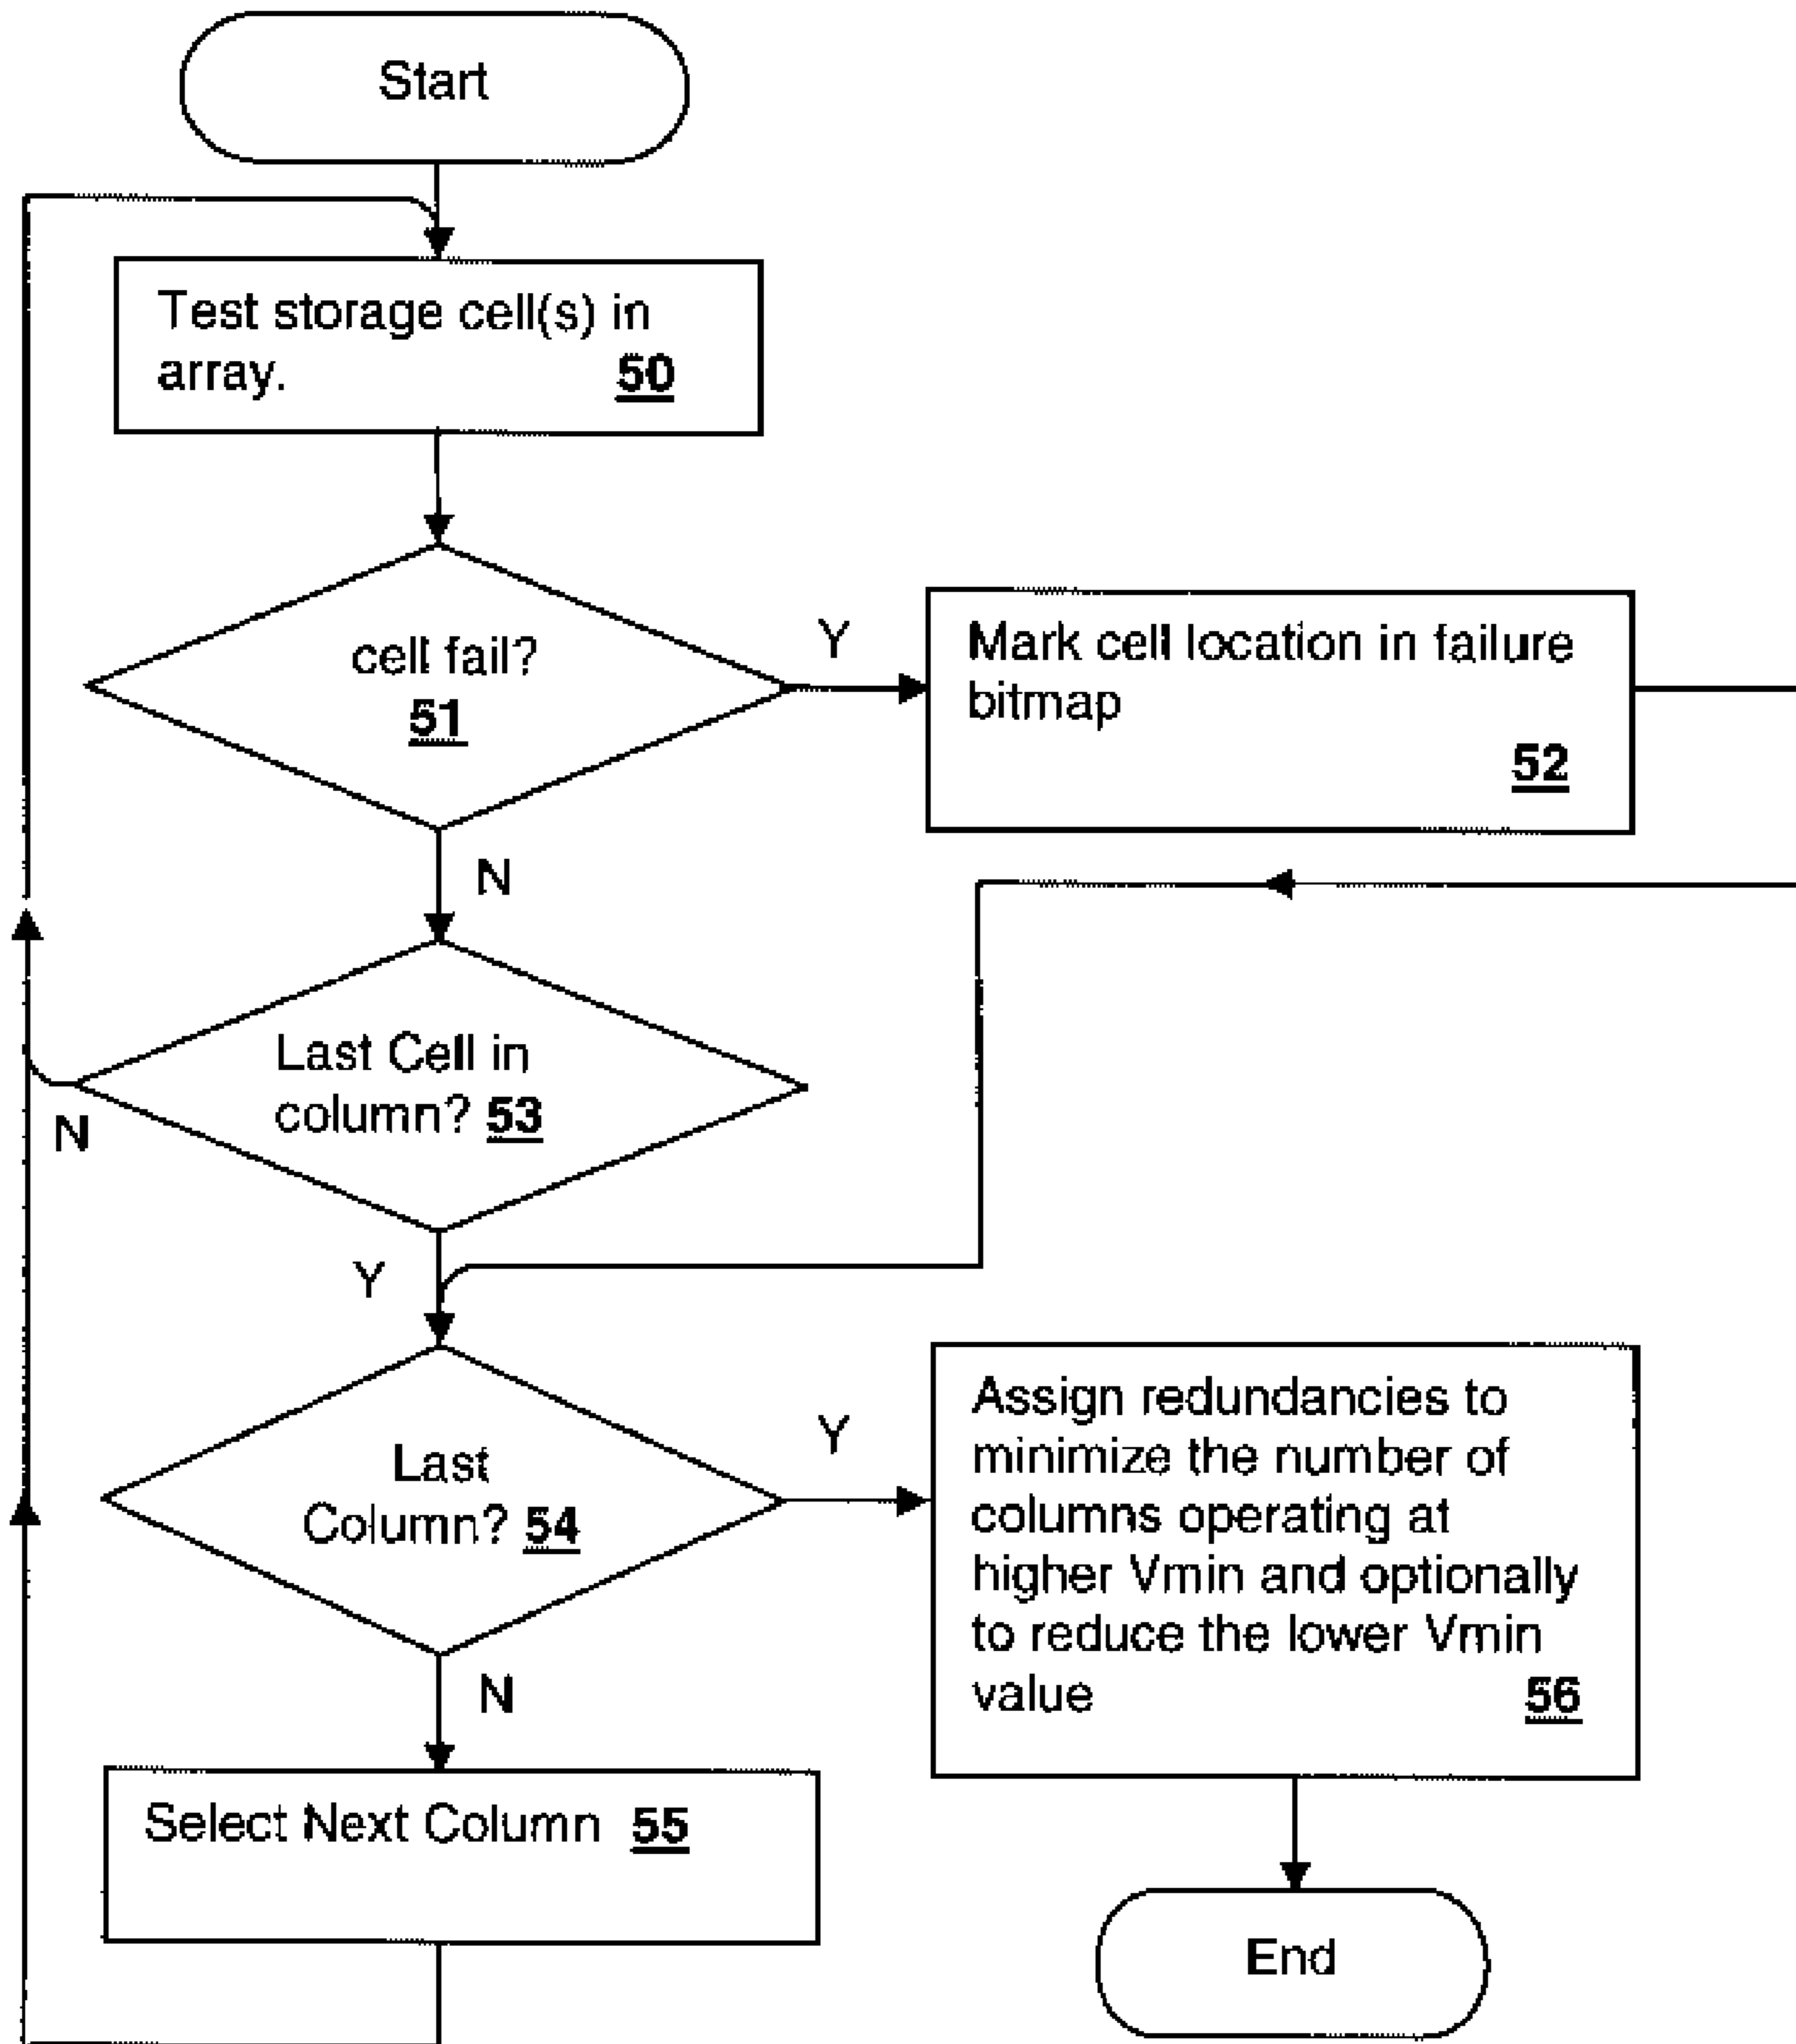 Start
Test storage cell(s) in
array. 50
cell fail?
51
Y
Mark cell location in failure
bitmap
52
N
Last Cell in
column? 53
N
Y
Last
Column? 54
Y
Assign redundancies to
minimize the number of
columns operating at
higher Vmin and optionally
to reduce the lower Vmin
value 56
N
Select Next Column 55
End